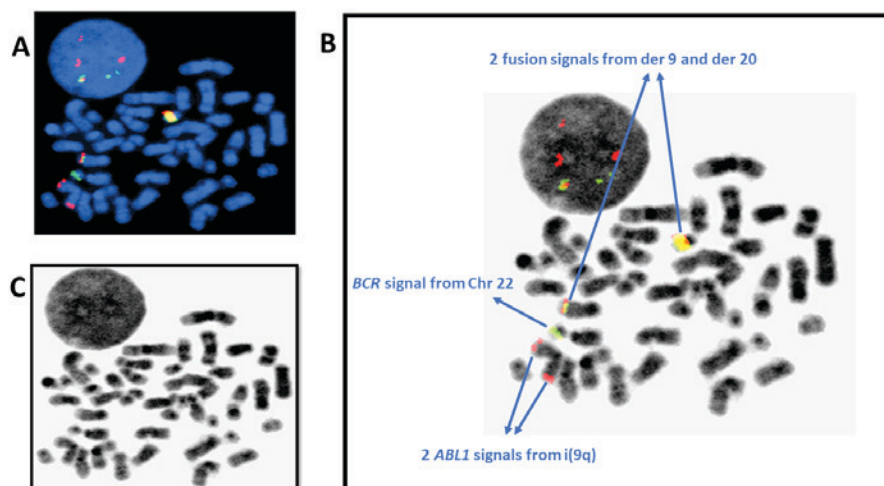 A
B
2 fusion signals from der 9 and der 20
BCR signal from Chr 22
C
2 ABL1 signals from i(9q)